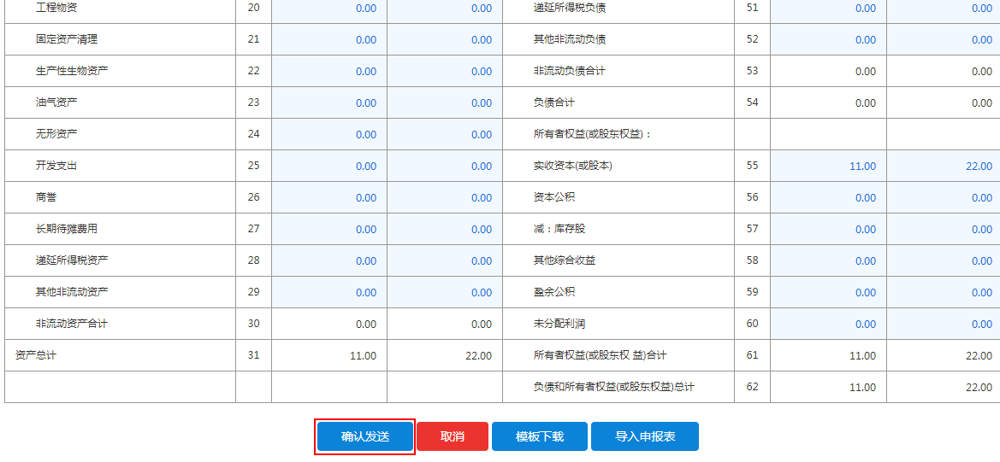 工程物资 20 0.00 0.00 递延所得税负债 51 0.00 0.00
固定资产清理 21 0.00 0.00 其他非流动负债 52 0.00 0.00
生产性生物资产 22 0.00 0.00 非流动负债合计 53 0.00 0.00
油气资产 23 0.00 0.00 负债合计 54 0.00 0.00
无形资产 24 0.00 0.00 所有者权益(或股东权益)：
开发支出 25 0.00 0.00 实收资本(或股本) 55 11.00 22.00
商誉 26 0.00 0.00 资本公积 56 0.00 0.00
长期待摊费用 27 0.00 0.00 减：库存股 57 0.00 0.00
递延所得税资产 28 0.00 0.00 其他综合收益 58 0.00 0.00
其他非流动资产 29 0.00 0.00 盈余公积 59 0.00 0.00
非流动资产合计 30 0.00 0.00 未分配利润 60 0.00 0.00
资产总计 31 11.00 22.00 所有者权益(或股东权 益)合计 61 11.00 22.00
负债和所有者权益(或股东权益)总计 62 11.00 22.00
确认发送 取消 模板下载 导入申报表